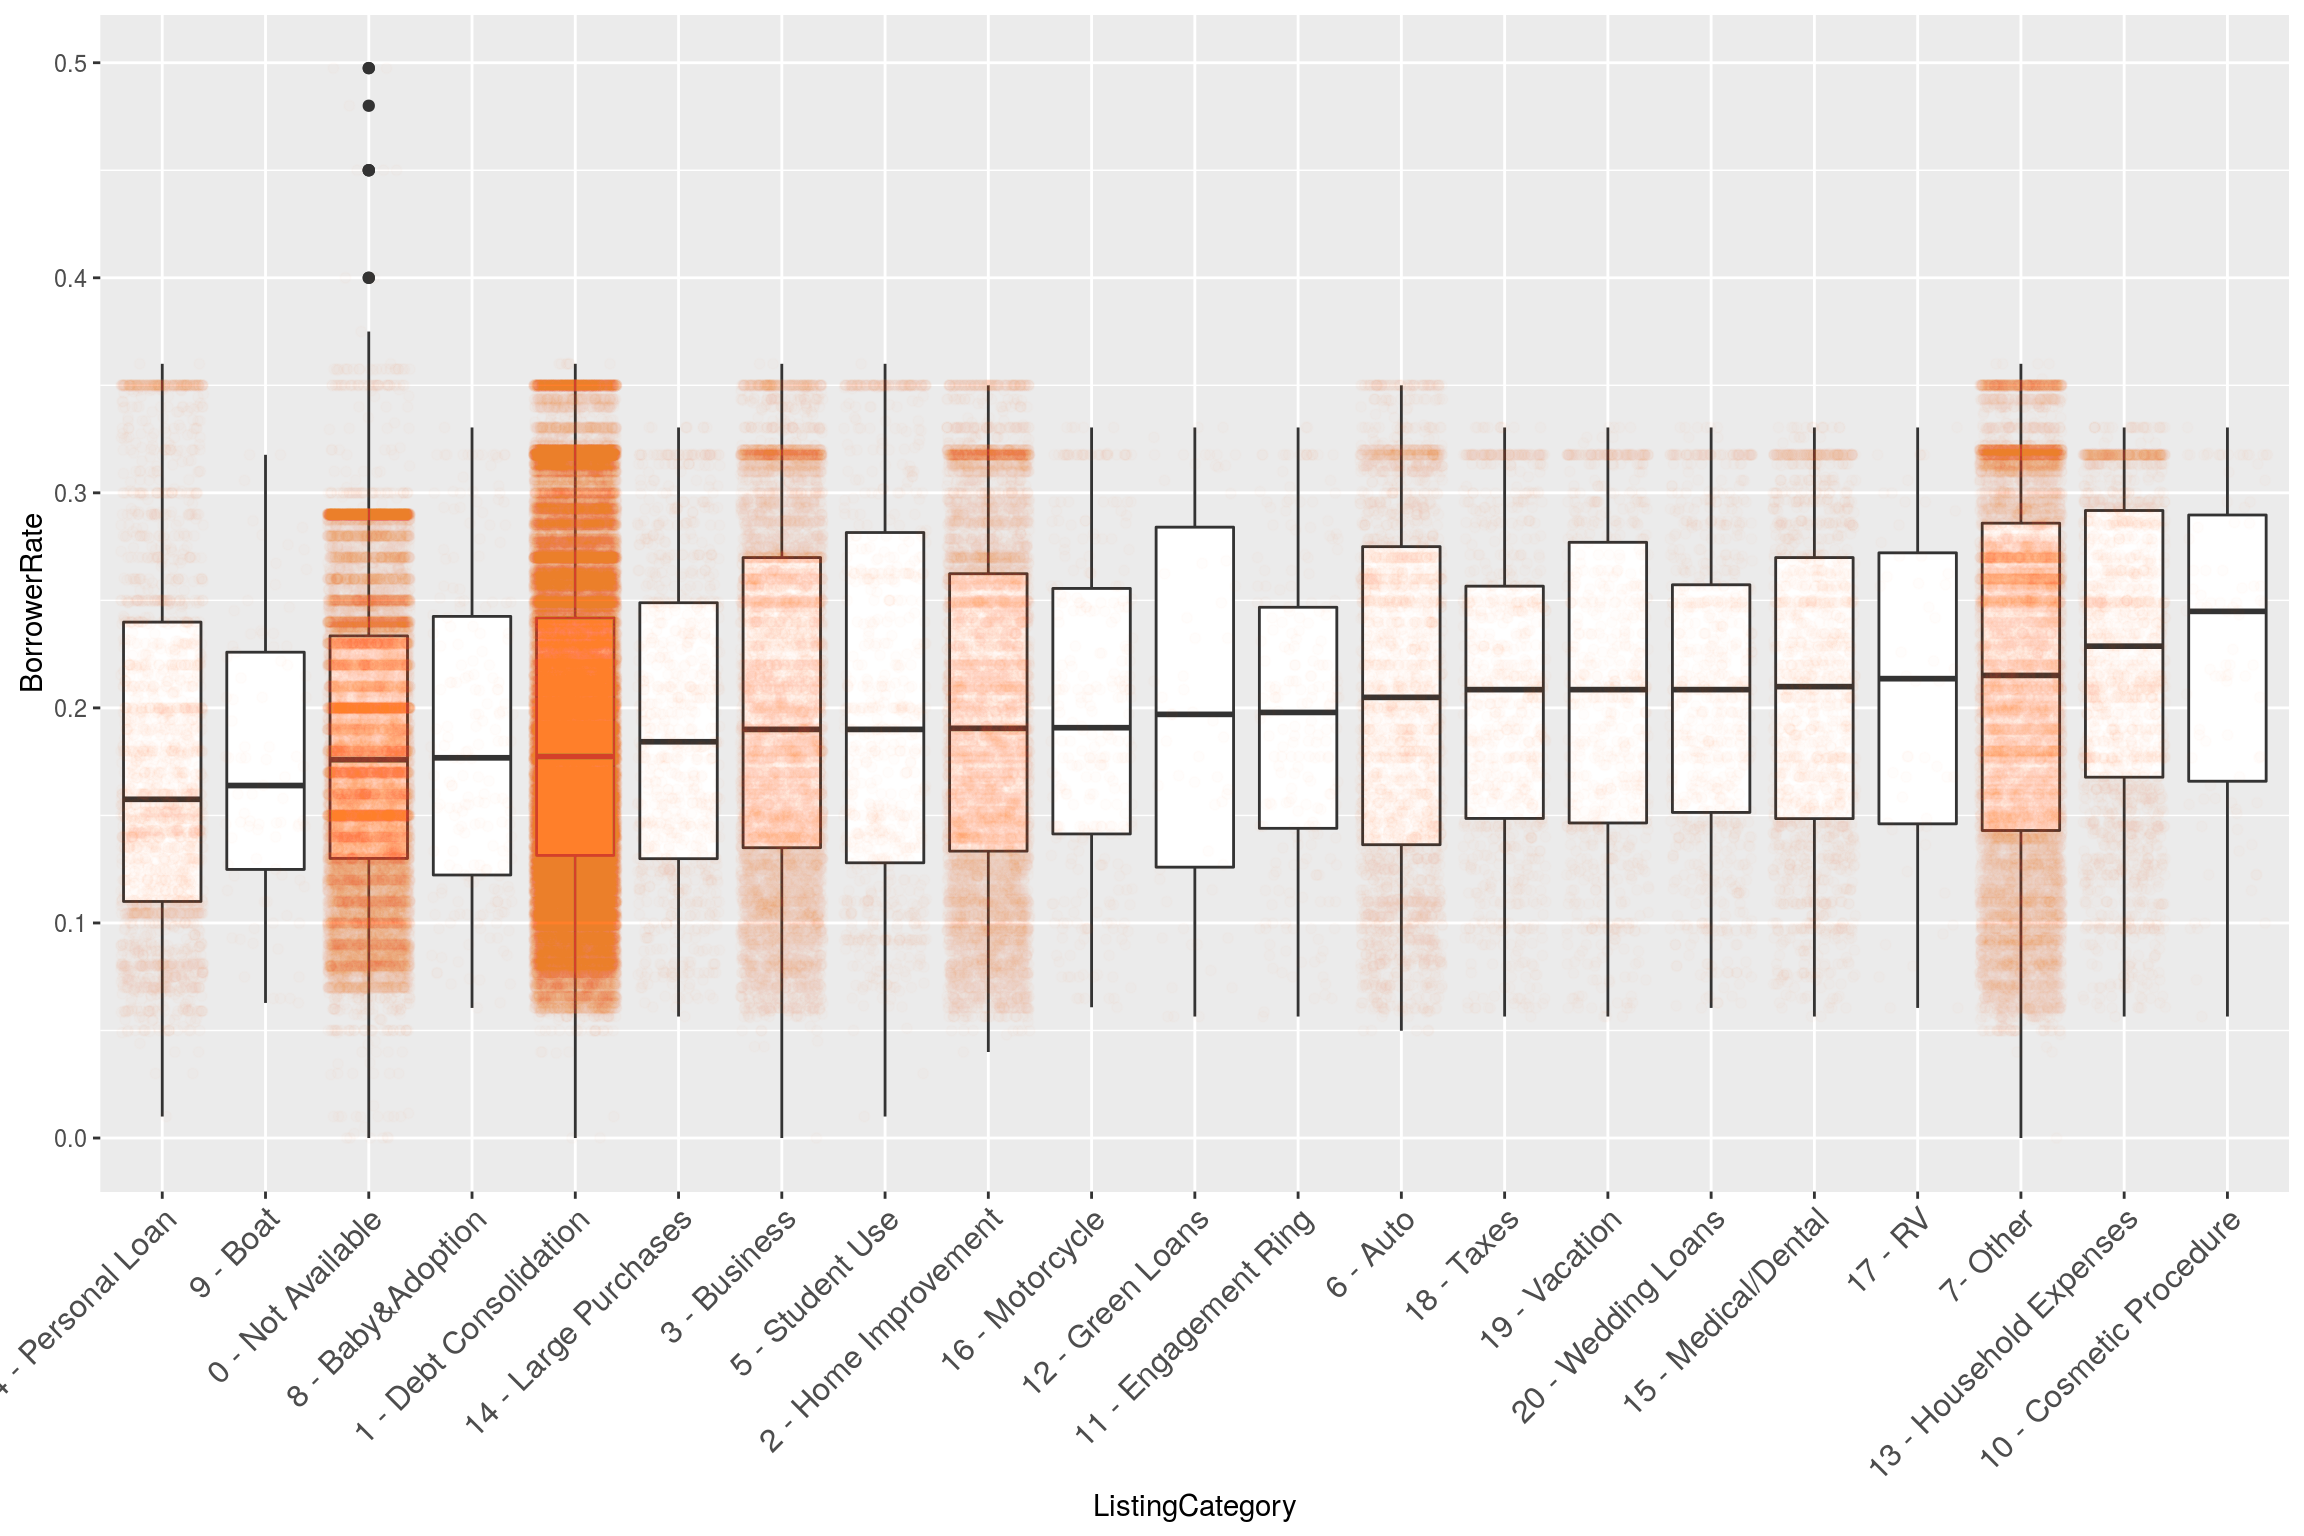 0.5
0.4
0.3
0.2
0.1
0.0
BorrowerRate
- Personal Loan
9 - Boat
0 - Not Available
8 - Baby&Adoption
1 - Debt Consolidation
14 - Large Purchases
3 - Business
5 - Student Use
2 - Home Improvement
16 - Motorcycle
12 - Green Loans
11 - Engagement Ring
6 - Auto
18 - Taxes
19 - Vacation
20 - Wedding Loans
15 - Medical/Dental
17 - RV
7- Other
13 - Household Expenses
10 - Cosmetic Procedure
ListingCategory